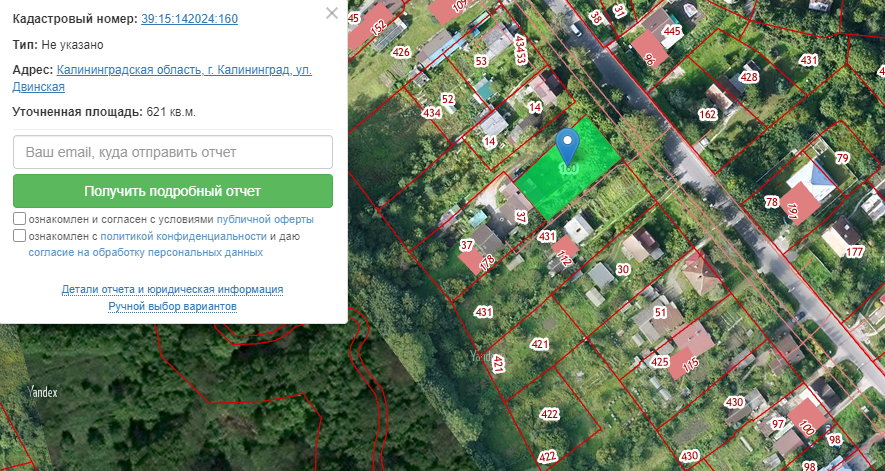 Кадастровый номер: 39:15:142024:160
Тип: Не указано
Адрес: Калининградская область, г. Калининград, ул.
Двинская
Уточненная площадь: 621 кв.м.
Ваш email, куда отправить отчет
Получить подробный отчет
ознакомлен и согласен с условиями публичной оферты
ознакомлен с политикой конфиденциальности и даю
согласие на обработку персональных данных
Детали отчета и юридическая информация
Ручной выбор вариантов
152
426
53
43453
38
31
445
96
431
428
52
434
14
14
162
160
79
78
191
177
37
37
178
431
112
30
431
51
421
421
425
115
Yandex
422
422
430
97
100
98
98
430
Yandex